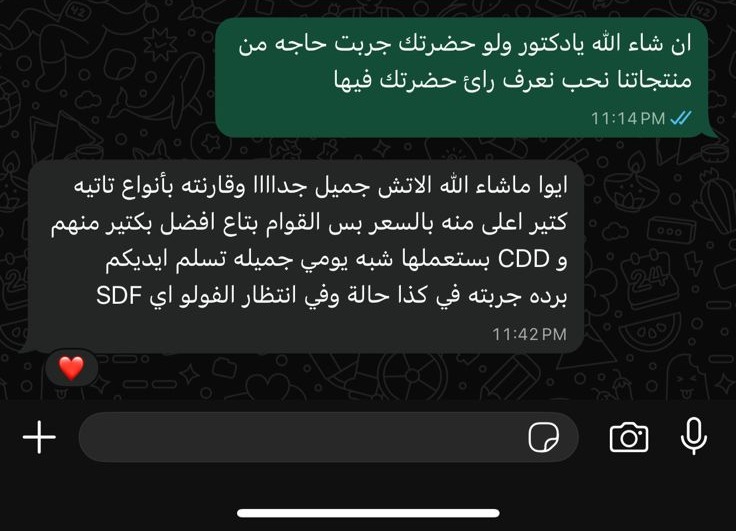 ان شاء الله يادكتور ولو حضرتك جربت حاجه من
منتجاتنا نحب نعرف رائ حضرتك فيها
11:14 PM
ايوا ماشاء الله الاتش جميل جداااا وقارنته بأنواع تاتيه
كتير اعلى منه بالسعر بس القوام بتاع افضل بكتير منهم
و CDD بستعملها شبه يومي جميله تسلم ايديكم
برده جربته في كذا حالة وفي انتظار الفولو اي SDF
11:42 PM